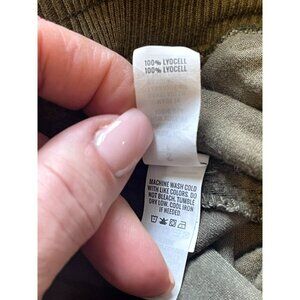 100% LYOCELL
100% LYOCELL
MACHINE WASH COLD
WITH LIKE COLORS. DO
NOT BLEACH. TUMBLE
DRY LOW. COOL IRON
IF NEEDED.